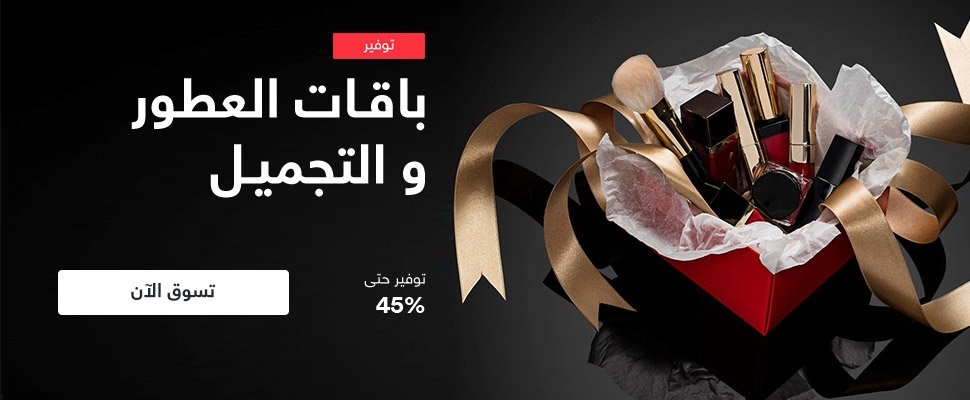 توفير
باقات العطور
و التجميل
توفير حتى
45%
تسوق الآن